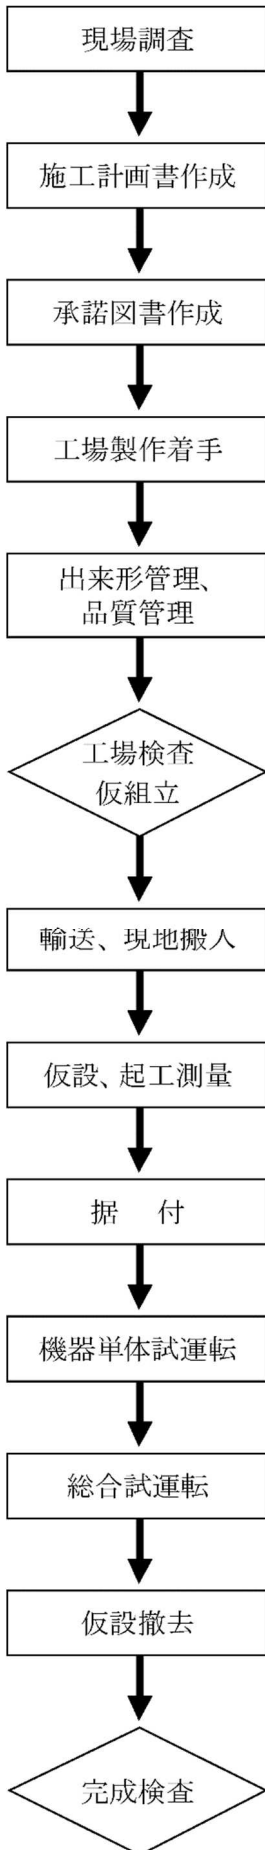 現場調査
施工計画書作成
承諾図書作成
工場製作着手
出来形管理、
品質管理
工場検査
仮組立
輸送、現地搬人
仮設、起工測量
据　付
機器単体試運転
総合試運転
仮設撤去
完成検査